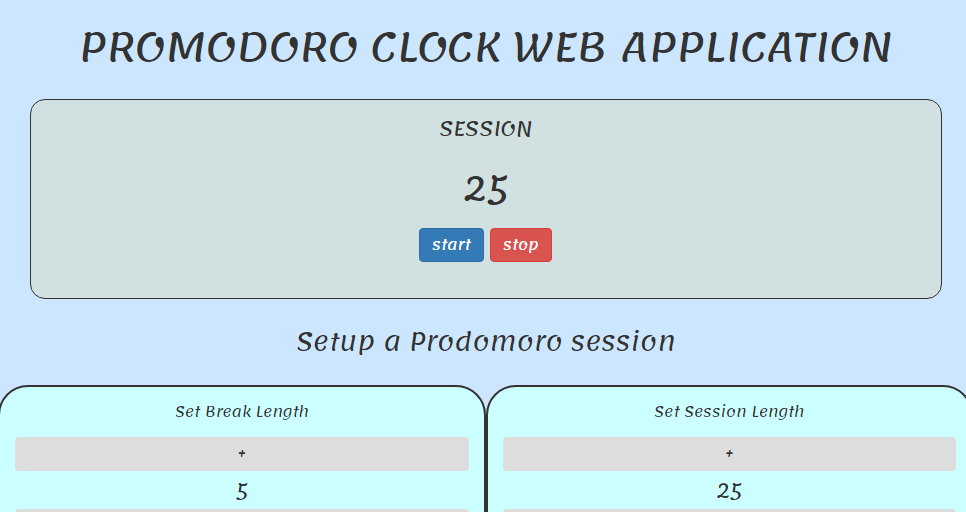 PROMODORO CLOCK WEB APPLICATION
SESSION
25
start stop
Setup a Prodomoro session
Set Break Length Set Session Length
+ +
5 25